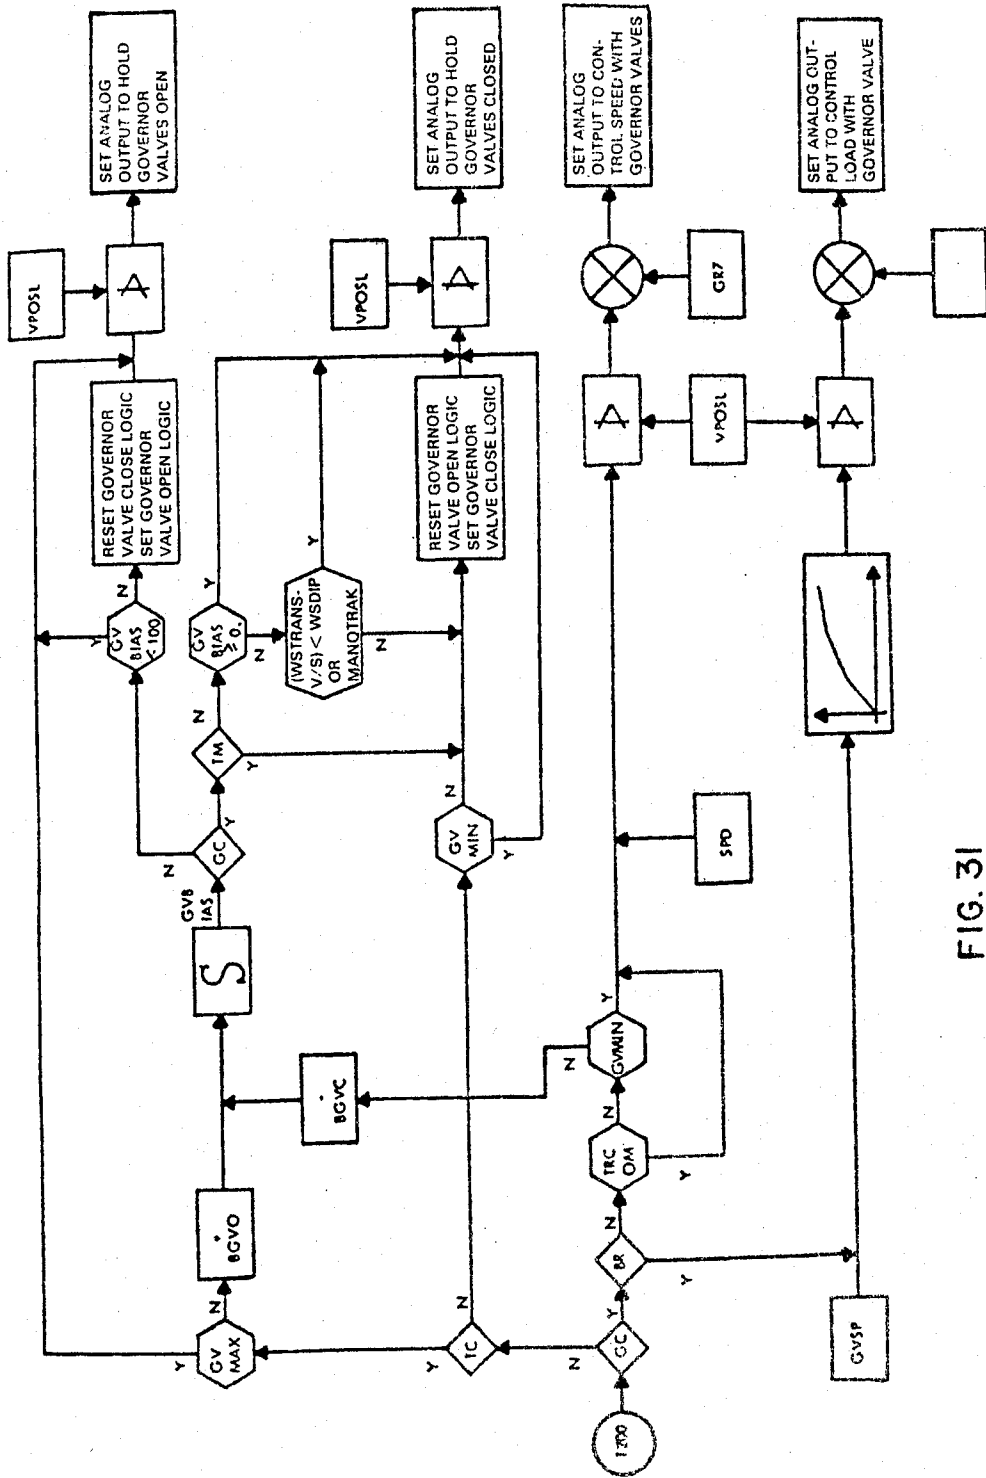 1200
GC
Y
N
BR
N
Y
TRC
OM
N
Y
GVMIN
Y
N
SPD
VPOSL
GR7
SET ANALOG
OUTPUT TO CON-
TROL SPEED WITH
GOVERNOR VALVES
GVSP
SET ANALOG OUT-
PUT TO CONTROL
LOAD WITH
GOVERNOR VALVE
TC
Y
N
GV
MIN
N
Y
RESET GOVERNOR
VALVE OPEN LOGIC
SET GOVERNOR
VALVE CLOSE LOGIC
VPOSL
SET ANALOG
OUTPUT TO HOLD
GOVERNOR
VALVES CLOSED
GV
MAX
Y
N
BGVO
BGVC
S
GVB
IAS
GC
N
Y
TM
N
Y
GV
BIAS
≥ 0.
Y
N
(WSTRANS-
V/S) < WSDIP
OR
MANOTRAK
Y
N
GV
BIAS
<100
Y
N
RESET GOVERNOR
VALVE CLOSE LOGIC
SET GOVERNOR
VALVE OPEN LOGIC
VPOSL
SET ANALOG
OUTPUT TO HOLD
GOVERNOR
VALVES OPEN
FIG. 31